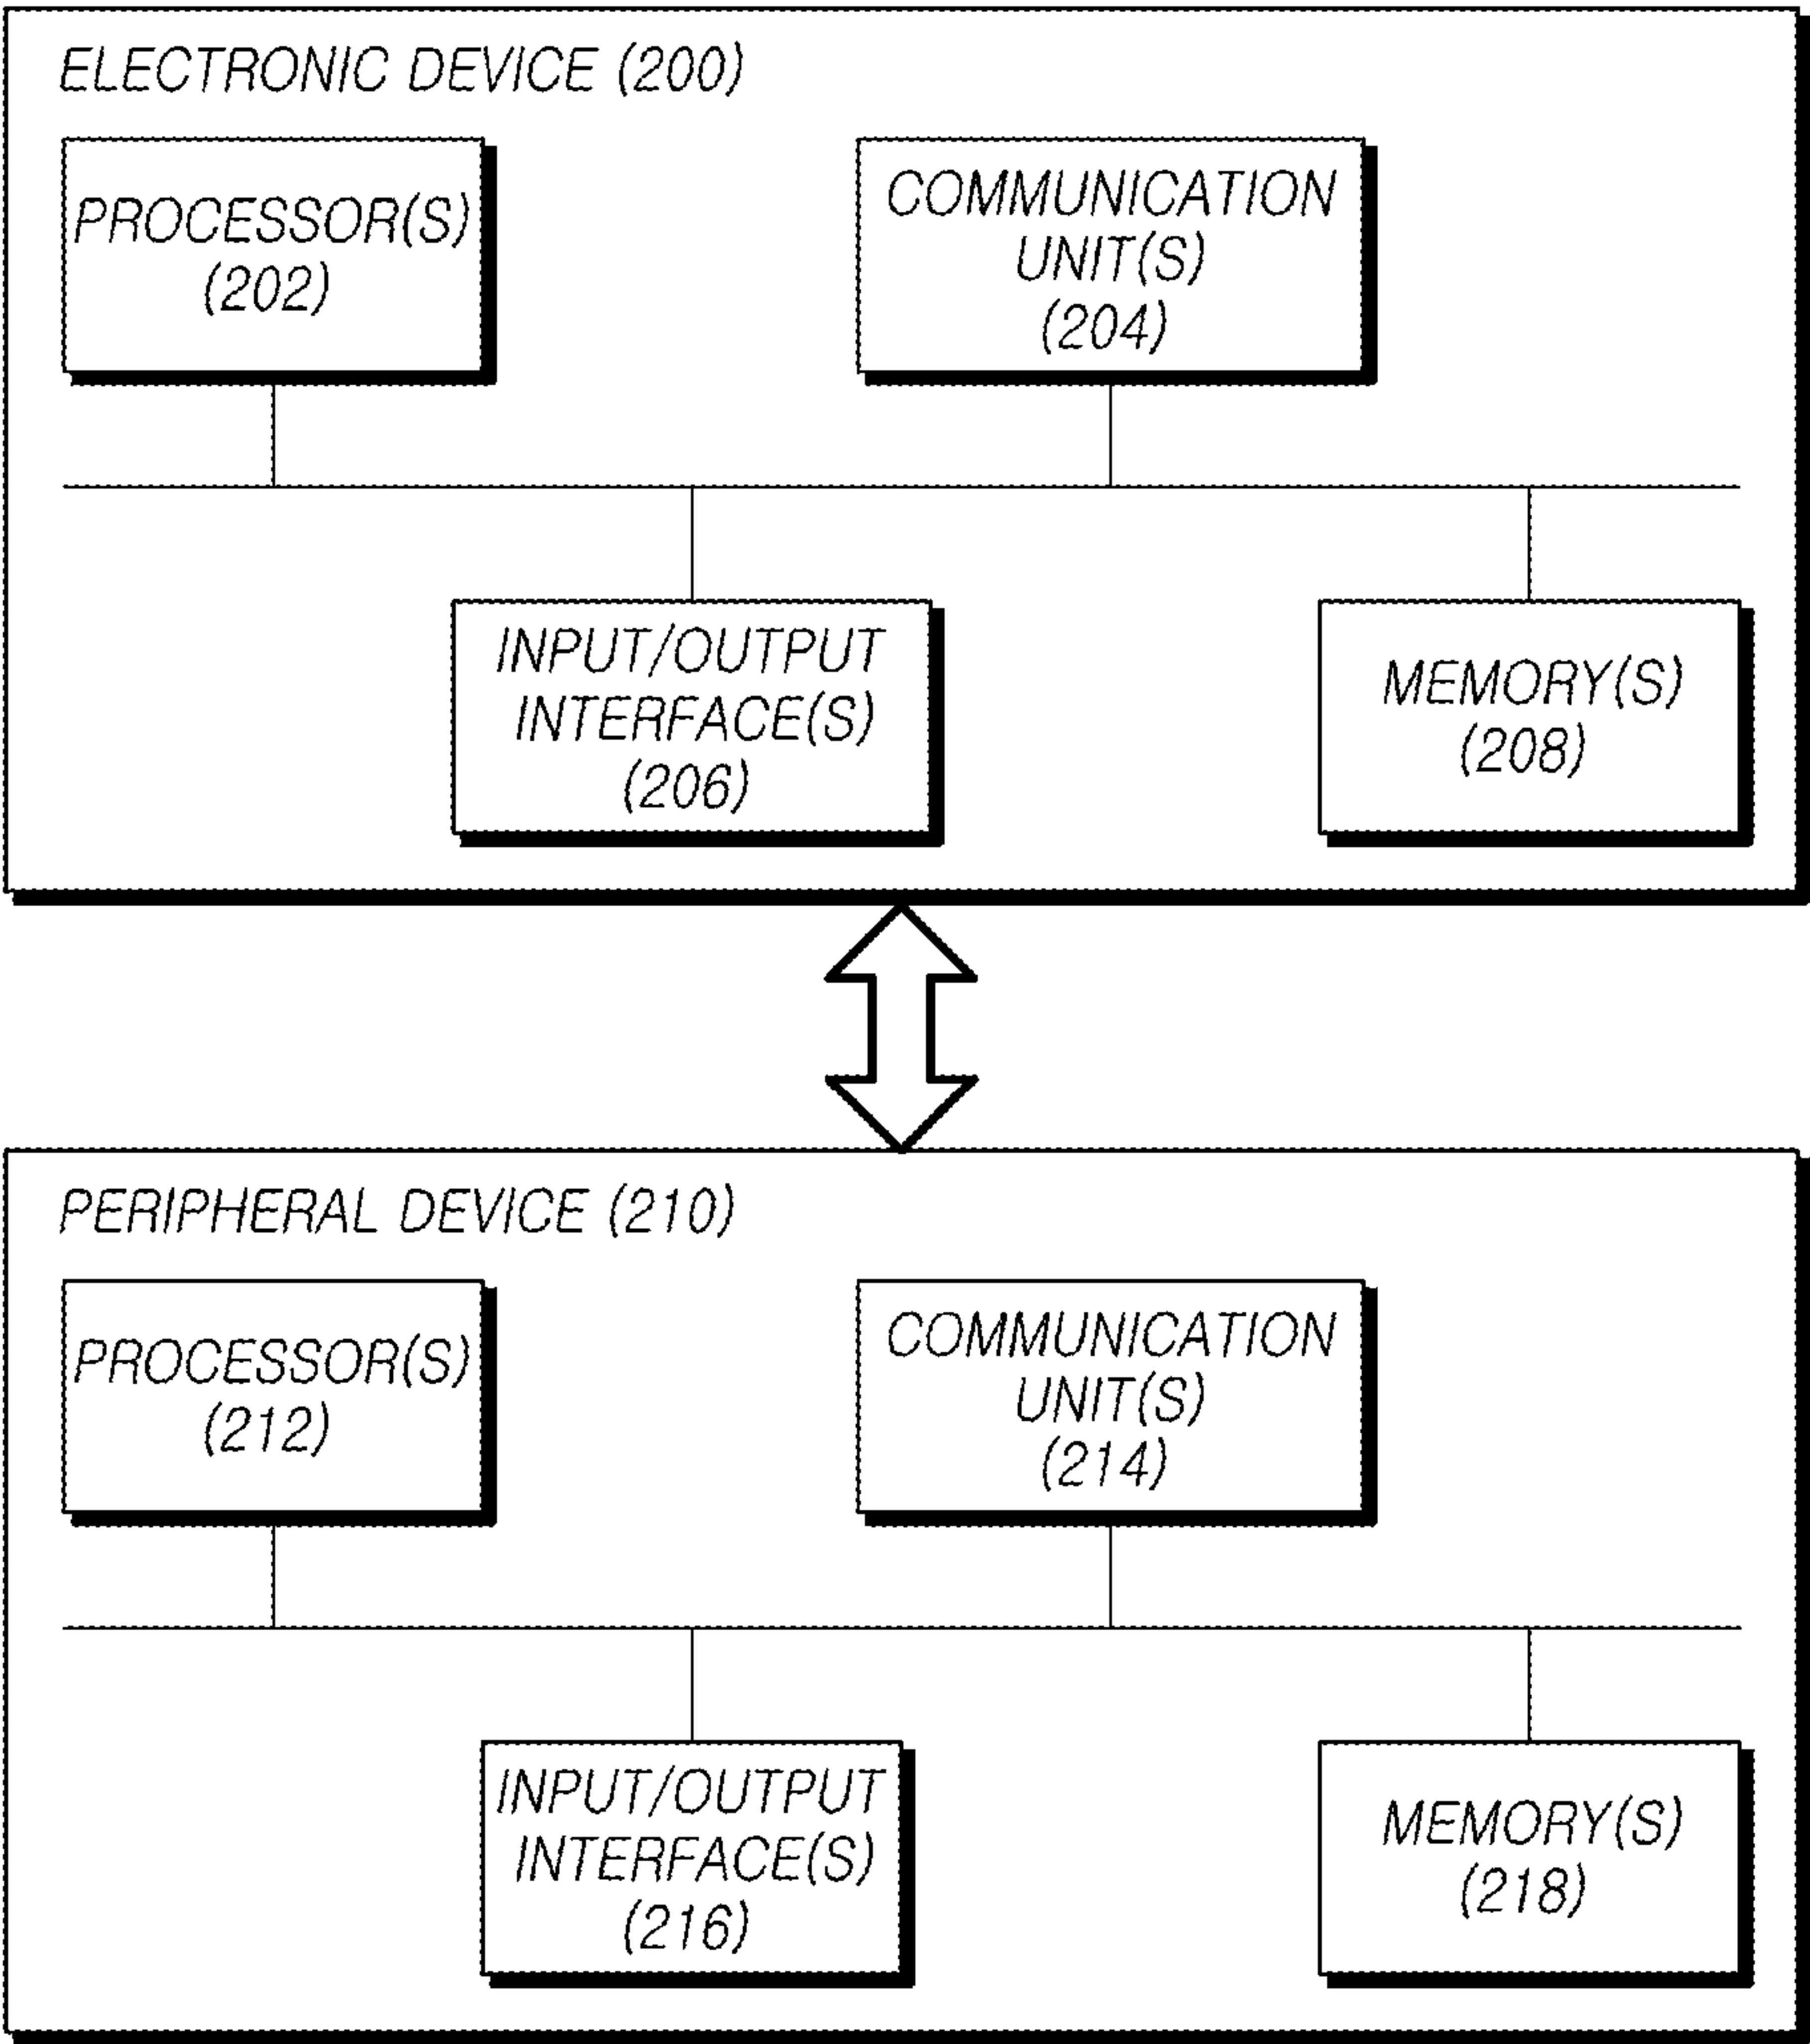 ELECTRONIC DEVICE (200)
PROCESSOR(S)
(202)
COMMUNICATION
UNIT(S)
(204)
INPUT/OUTPUT
INTERFACE(S)
(206)
MEMORY(S)
(208)
PERIPHERAL DEVICE (210)
PROCESSOR(S)
(212)
COMMUNICATION
UNIT(S)
(214)
INPUT/OUTPUT
INTERFACE(S)
(216)
MEMORY(S)
(218)